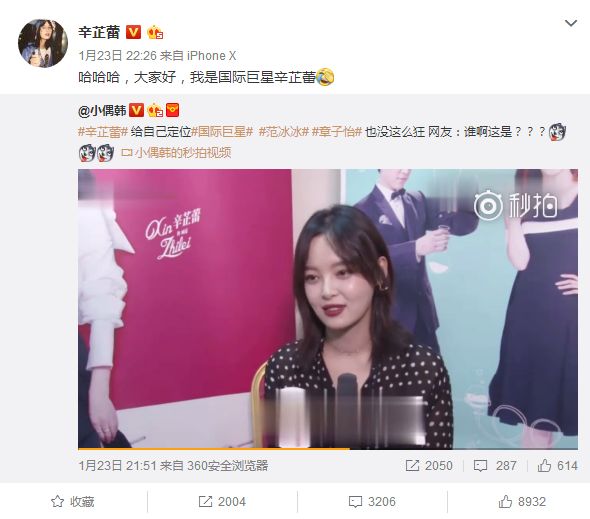 辛芷蕾
1月23日 22:26 来自 iPhone X
哈哈哈，大家好，我是国际巨星辛芷蕾
@小偶韩
#辛芷蕾# 给自己定位#国际巨星# #范冰冰# #章子怡# 也没这么狂 网友：谁啊这是？？？
小偶韩的秒拍视频
秒拍
Xin 辛芷蕾
Zhilei
1月23日 21:51 来自 360安全浏览器
2050
287
614
收藏
2004
3206
8932